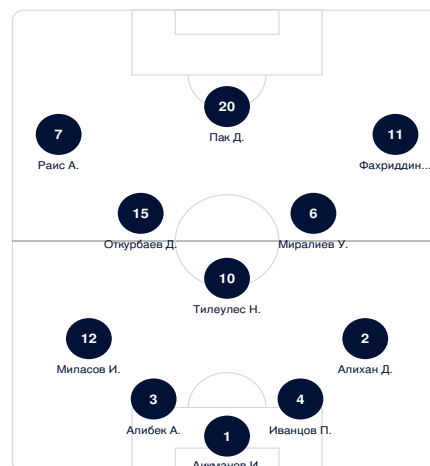 20
Пак Д.
7
Раис А.
11
Фахриддин...
15
Откурбаев Д.
6
Миралиев У.
10
Тилеулес Н.
12
Миласов И.
2
Алихан Д.
3
Алибек А.
4
Иванцов П.
1